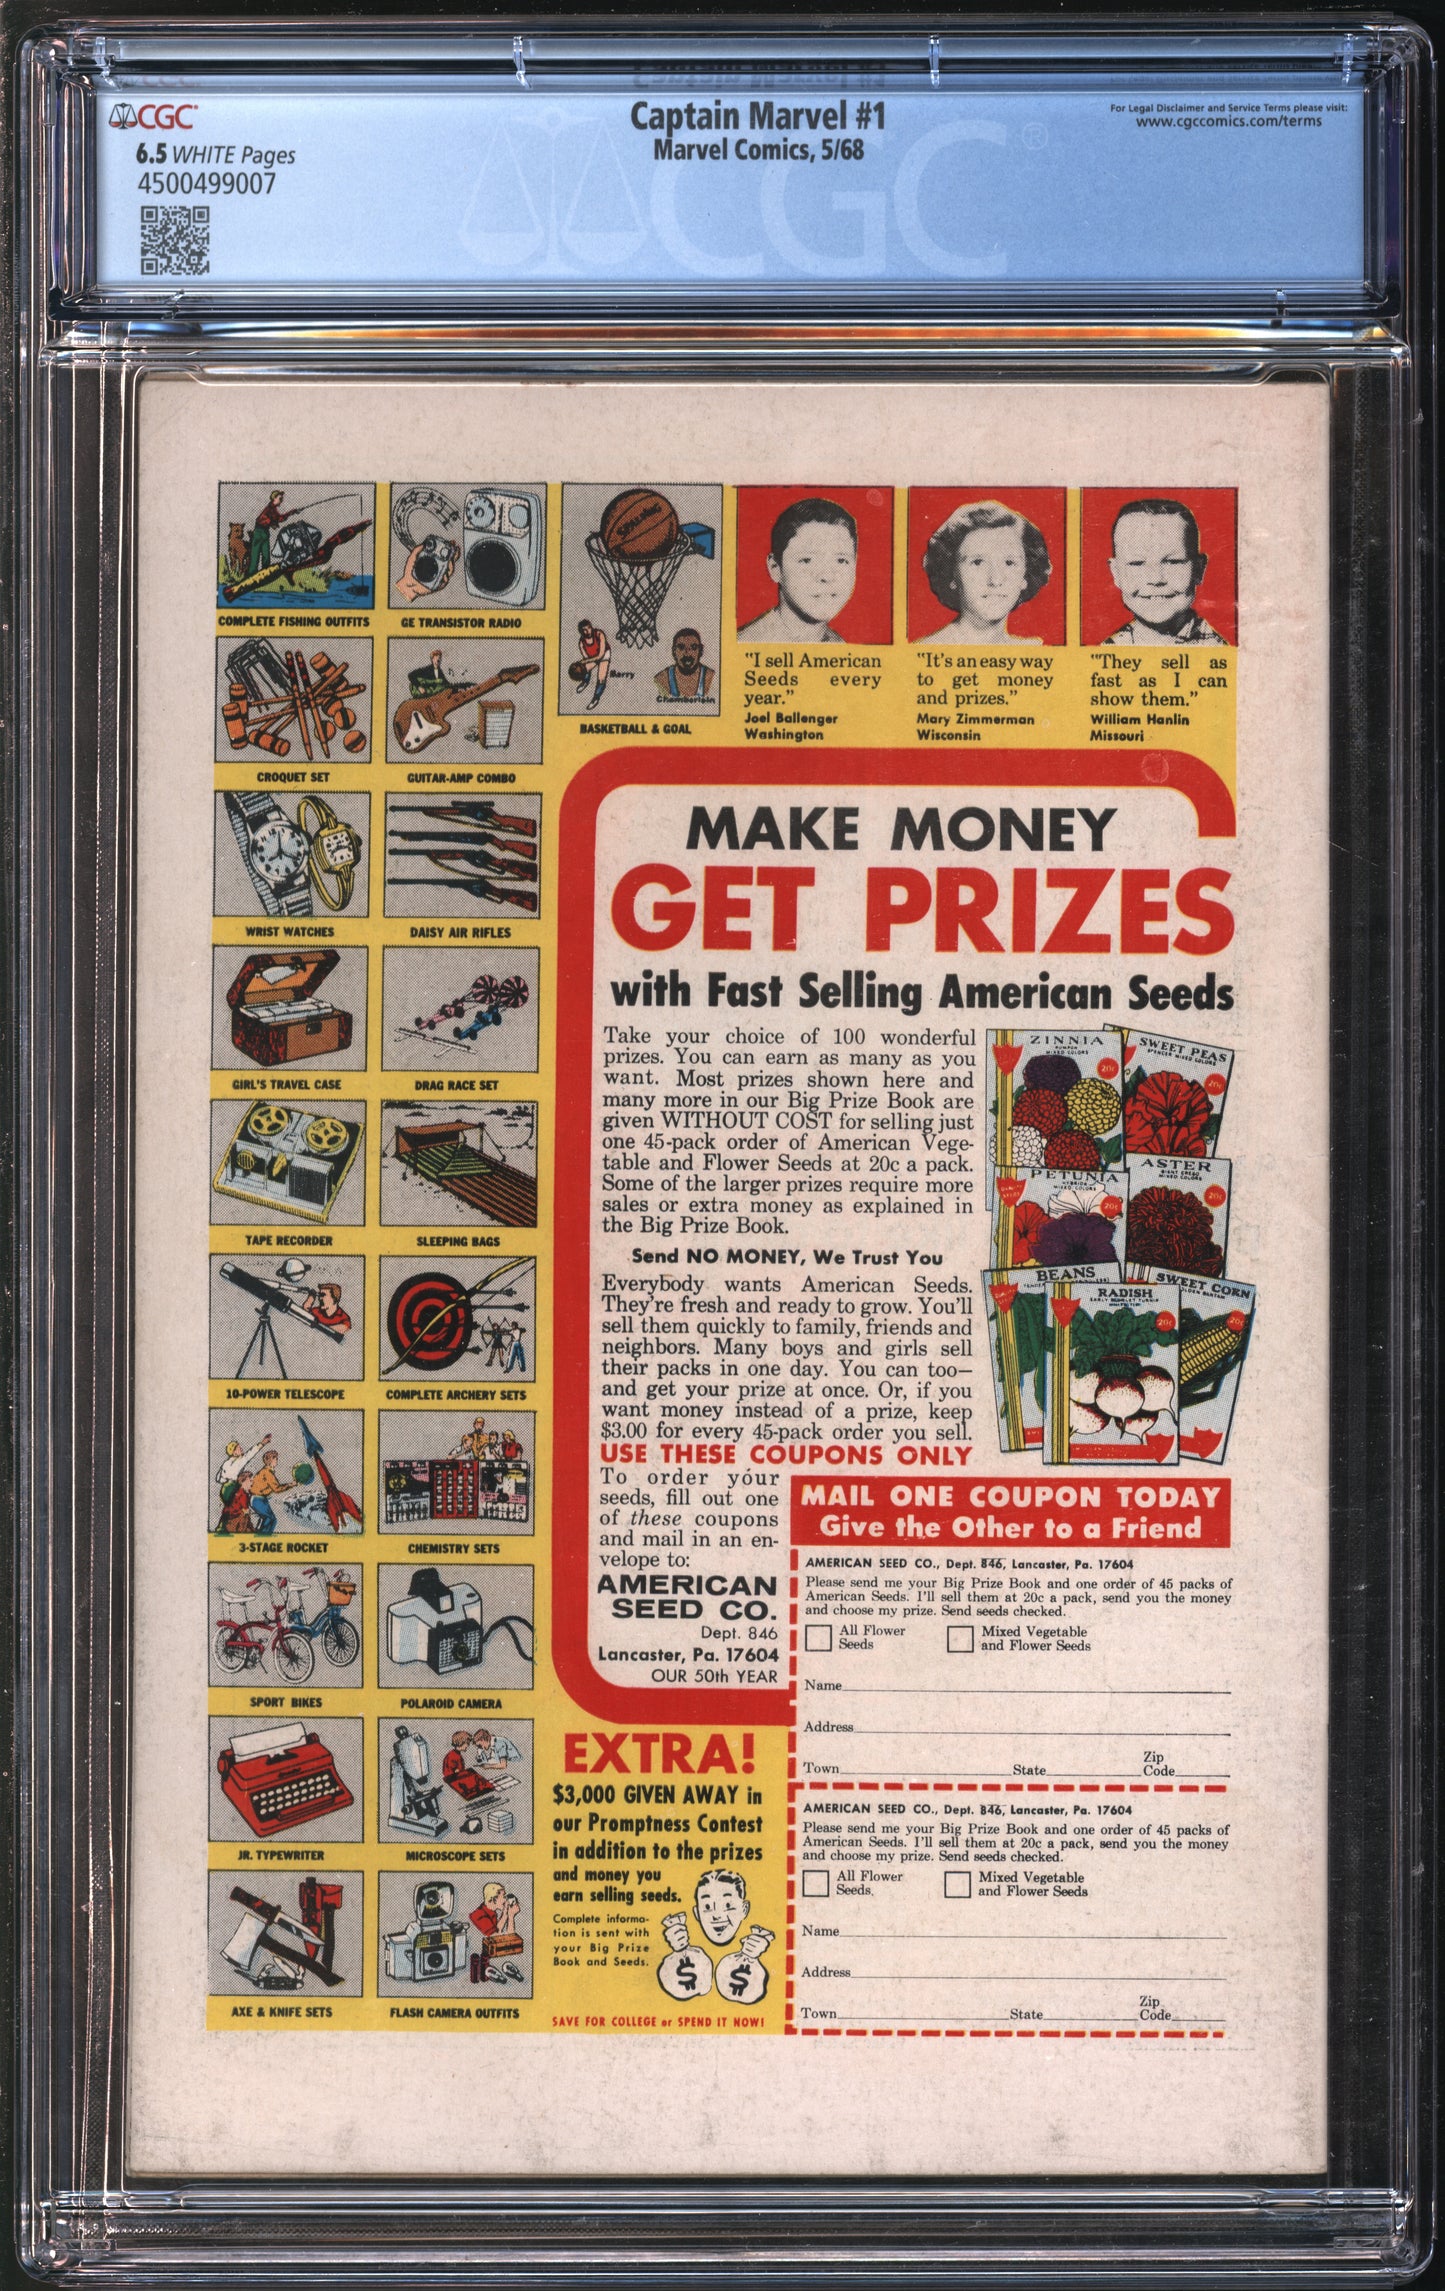 CGC
6.5 WHITE Pages
4500499007
Captain Marvel #1
Marvel Comics, 5/68
For Legal Disclaimer and Service Terms please visit:
www.cgccomics.com/terms
CGC
COMPLETE FISHING OUTFITS
GE TRANSISTOR RADIO
SPALDING
Barry
Chamberlain
BASKETBALL & GOAL
CROQUET SET
GUITAR-AMP COMBO
WRIST WATCHES
DAISY AIR RIFLES
GIRL'S TRAVEL CASE
DRAG RACE SET
TAPE RECORDER
SLEEPING BAGS
10-POWER TELESCOPE
COMPLETE ARCHERY SETS
3-STAGE ROCKET
CHEMISTRY SETS
SPORT BIKES
POLAROID CAMERA
JR. TYPEWRITER
MICROSCOPE SETS
AXE & KNIFE SETS
FLASH CAMERA OUTFITS
"I sell American
Seeds every
year."
Joel Ballenger
Washington
"It's an easy way
to get money
and prizes."
Mary Zimmerman
Wisconsin
"They sell as
fast as I can
show them."
William Hanlin
Missouri
MAKE MONEY
GET PRIZES
with Fast Selling American Seeds
Take your choice of 100 wonderful
prizes. You can earn as many as you
want. Most prizes shown here and
many more in our Big Prize Book are
given WITHOUT COST for selling just
one 45-pack order of American Vege-
table and Flower Seeds at 20c a pack.
Some of the larger prizes require more
sales or extra money as explained in
the Big Prize Book.
Send NO MONEY, We Trust You
Everybody wants American Seeds.
They're fresh and ready to grow. You'll
sell them quickly to family, friends and
neighbors. Many boys and girls sell
their packs in one day. You can too—
and get your prize at once. Or, if you
want money instead of a prize, keep
$3.00 for every 45-pack order you sell.
USE THESE COUPONS ONLY
To order your
seeds, fill out one
of these coupons
and mail in an en-
velope to:
AMERICAN
SEED CO.
Dept. 846
Lancaster, Pa. 17604
OUR 50th YEAR
ZINNIA
MIXED COLORS
20¢
SWEET PEAS
SPENCER MIXED COLORS
20¢
PETUNIA
MIXED COLORS
20¢
ASTER
MIXED COLORS
20¢
BEANS
RADISH
20¢
SWEET CORN
20¢
MAIL ONE COUPON TODAY
Give the Other to a Friend
AMERICAN SEED CO., Dept. 846, Lancaster, Pa. 17604
Please send me your Big Prize Book and one order of 45 packs of
American Seeds. I'll sell them at 20c a pack, send you the money
and choose my prize. Send seeds checked.
All Flower
Seeds
Mixed Vegetable
and Flower Seeds
Name
Address
Town State Zip Code
AMERICAN SEED CO., Dept. 846, Lancaster, Pa. 17604
Please send me your Big Prize Book and one order of 45 packs of
American Seeds. I'll sell them at 20c a pack, send you the money
and choose my prize. Send seeds checked.
All Flower
Seeds.
Mixed Vegetable
and Flower Seeds
Name
Address
Town State Zip Code
EXTRA!
$3,000 GIVEN AWAY in
our Promptness Contest
in addition to the prizes
and money you
earn selling seeds.
Complete informa-
tion is sent with
your Big Prize
Book and Seeds.
$ $
SAVE FOR COLLEGE or SPEND IT NOW!